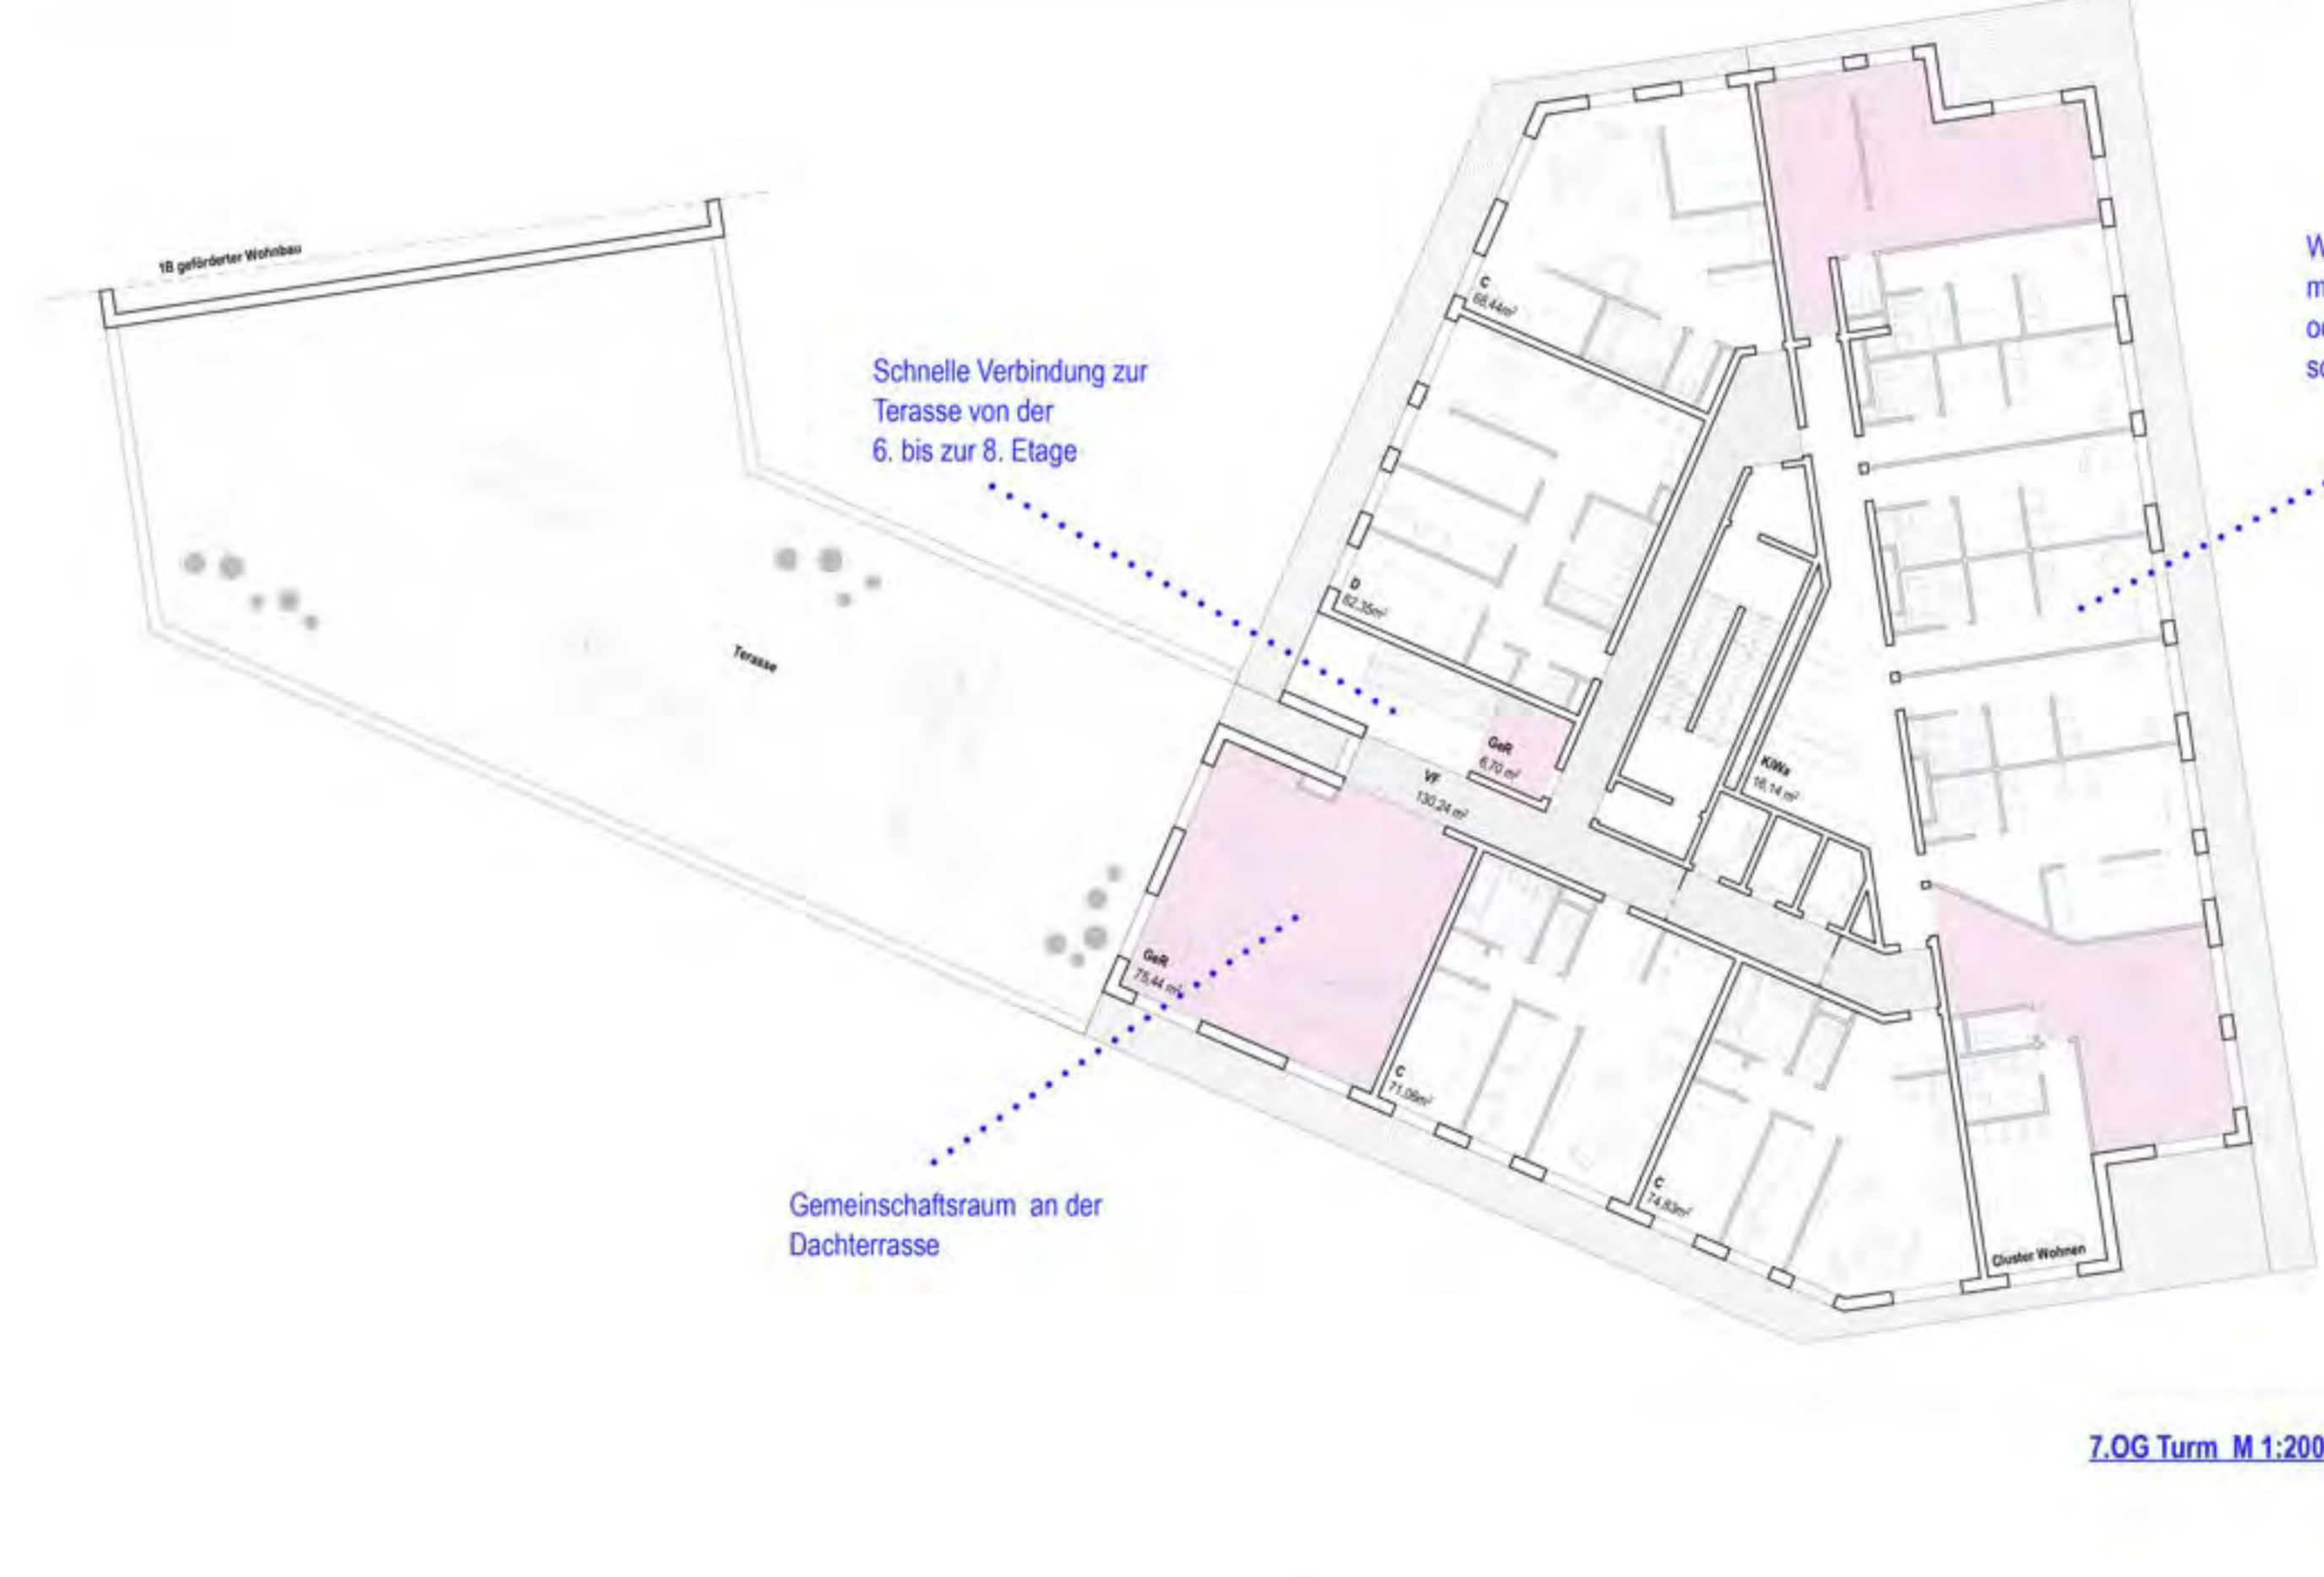 1B geförderter Wohnbau
Schnelle Verbindung zur
Terasse von der
6. bis zur 8. Etage
C
68,44m²
D
82,35m²
Terasse
GeR
6,70 m²
VF
130,24 m²
KiWa
16,14 m²
GeR
75,44 m²
C
71,06m²
C
74,83m²
Cluster Wohnen
Gemeinschaftsraum an der
Dachterrasse
7.OG Turm M 1:200